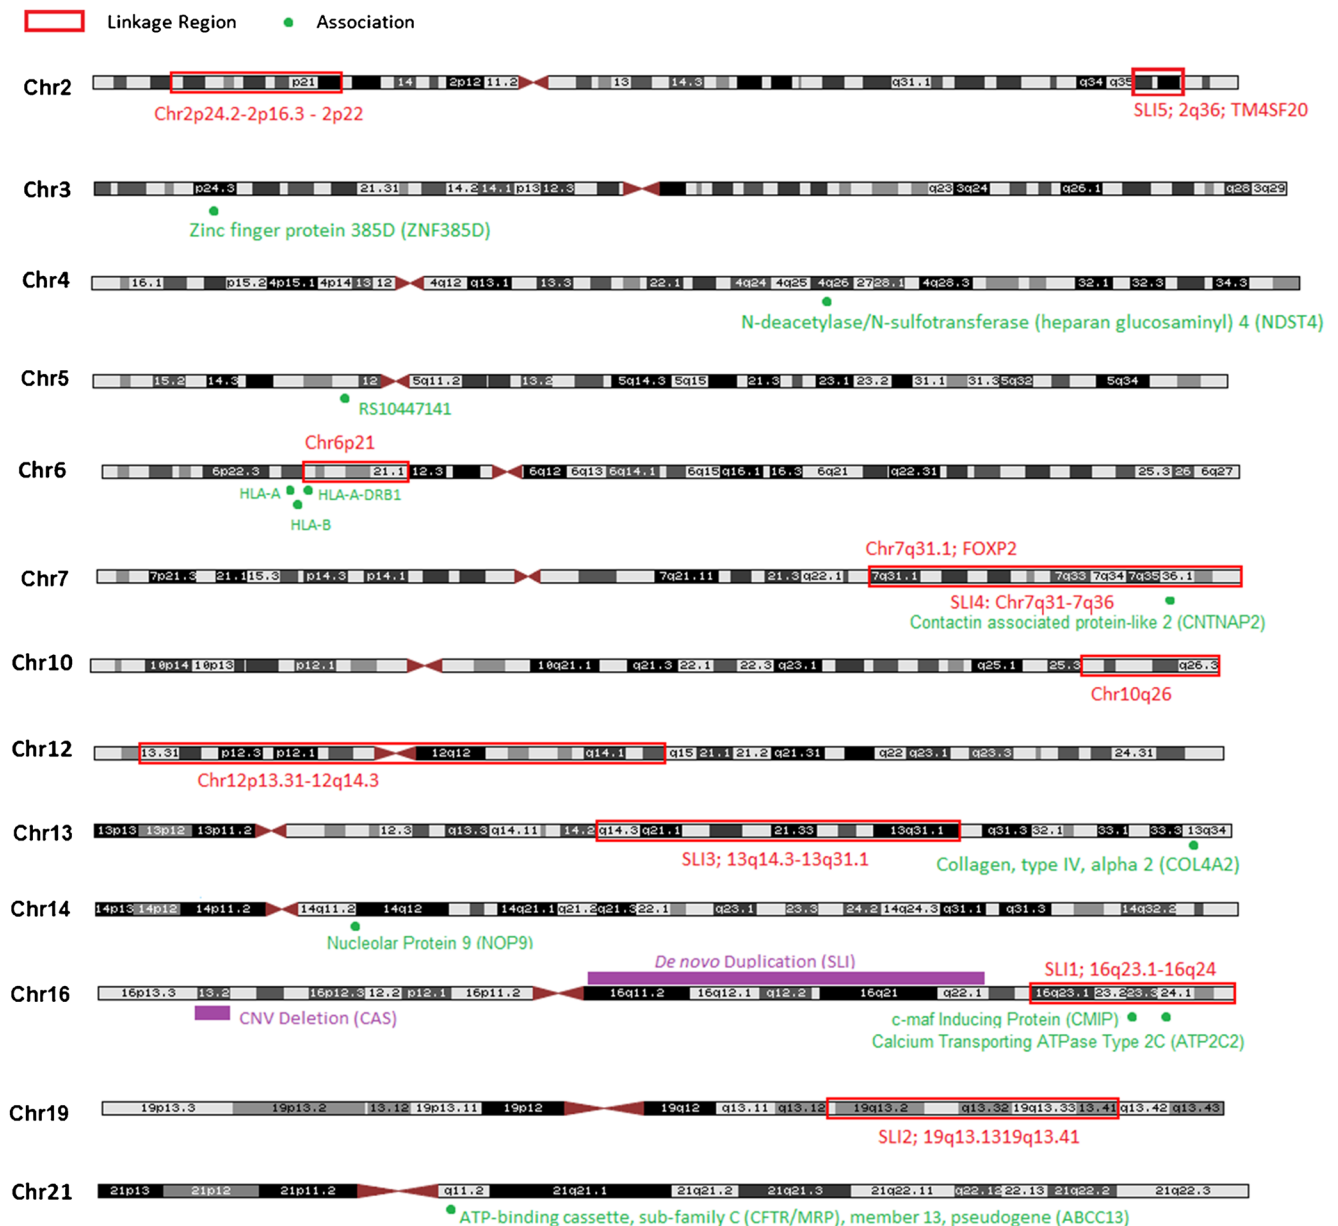 Linkage Region Association
Chr2 p21 14 2p12 11.2 13 14.3 q31.1 q34 q35
Chr2p24.2-2p16.3 - 2p22 SLI5; 2q36; TM4SF20
Chr3 p24.3 21.31 14.2 14.1 p13 12.3 q23 3q24 q26.1 q28 3q29
Zinc finger protein 385D (ZNF385D)
Chr4 16.1 p15.2 4p15.1 4p14 13 12 4q12 q13.1 13.3 22.1 4q24 4q25 4q26 27 28.1 4q28.3 32.1 32.3 34.3
N-deacetylase/N-sulfotransferase (heparan glucosaminyl) 4 (NDST4)
Chr5 15.2 14.3 12 5q11.2 13.2 5q14.3 5q15 21.3 23.1 23.2 31.1 31.3 5q32 5q34
RS10447141
Chr6p21
Chr6 6p22.3 21.1 12.3 6q12 6q13 6q14.1 6q15 q16.1 16.3 6q21 q22.31 25.3 26 6q27
HLA-A HLA-A-DRB1
HLA-B
Chr7q31.1; FOXP2
Chr7 7p21.3 21.1 15.3 p14.3 p14.1 7q21.11 21.3 q22.1 7q31.1 7q33 7q34 7q35 36.1
SLI4: Chr7q31-7q36
Contactin associated protein-like 2 (CNTNAP2)
Chr10 10p14 10p13 p12.1 10q21.1 q21.3 22.1 22.3 q23.1 q25.1 25.3 q26.3
Chr10q26
Chr12 13.31 p12.3 p12.1 12q12 q14.1 q15 21.1 21.2 q21.31 q22 q23.1 q23.3 24.31
Chr12p13.31-12q14.3
Chr13 13p13 13p12 13p11.2 12.3 q13.3 q14.11 14.2 q14.3 q21.1 21.33 13q31.1 q31.3 32.1 33.1 33.3 13q34
SLI3; 13q14.3-13q31.1 Collagen, type IV, alpha 2 (COL4A2)
Chr14 14p13 14p12 14p11.2 14q11.2 14q12 14q21.1 q21.2 q21.3 22.1 q23.1 23.3 24.2 14q24.3 q31.1 q31.3 14q32.2
Nucleolar Protein 9 (NOP9)
De novo Duplication (SLI) SLI1; 16q23.1-16q24
Chr16 16p13.3 13.2 16p12.3 12.2 p12.1 16p11.2 16q11.2 16q12.1 q12.2 16q21 q22.1 16q23.1 23.2 23.3 24.1
CNV Deletion (CAS) c-maf Inducing Protein (CMIP)
Calcium Transporting ATPase Type 2C (ATP2C2)
Chr19 19p13.3 19p13.2 13.12 19p13.11 19p12 19q12 q13.11 q13.12 19q13.2 q13.32 19q13.33 13.41 q13.42 q13.43
SLI2; 19q13.1319q13.41
Chr21 21p13 21p12 21p11.2 q11.2 21q21.1 21q21.2 21q21.3 21q22.11 q22.12 22.13 21q22.2 21q22.3
ATP-binding cassette, sub-family C (CFTR/MRP), member 13, pseudogene (ABCC13)